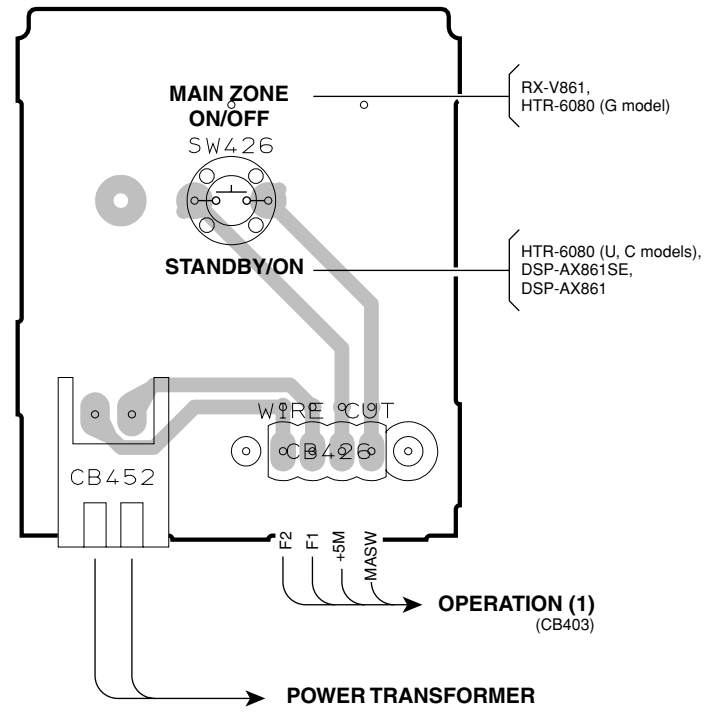 MAIN ZONE
ON/OFF
SW426
RX-V861,
HTR-6080 (G model)
STANDBY/ON
HTR-6080 (U, C models),
DSP-AX861SE,
DSP-AX861
WIRE CUT
CB426
CB452
F2
F1
+5M
MASW
OPERATION (1)
(CB403)
POWER TRANSFORMER